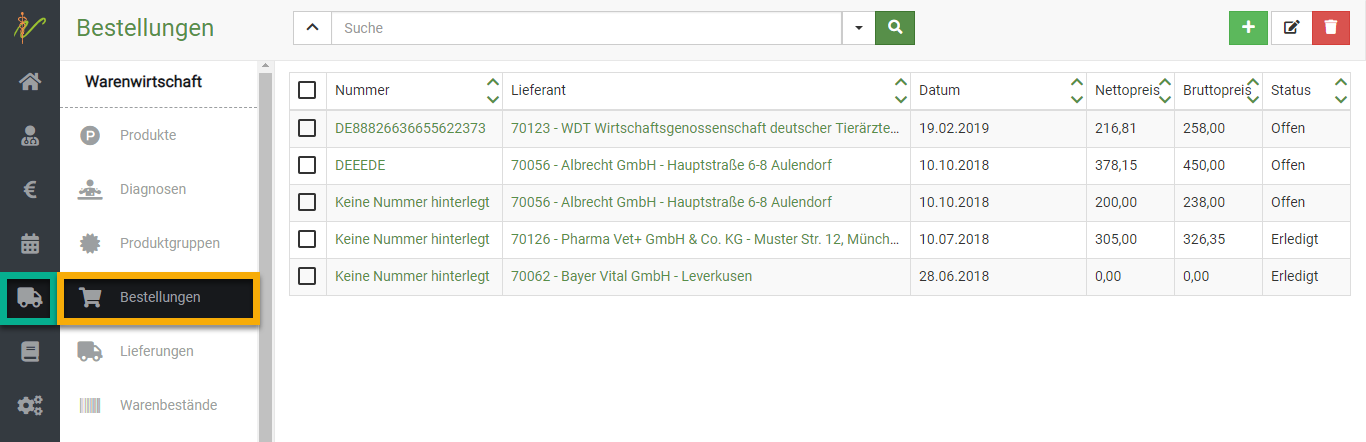 Bestellungen
Suche
Warenwirtschaft
Produkte
Diagnosen
Produktgruppen
Bestellungen
Lieferungen
Warenbestände
Nummer Lieferant Datum Nettopreis Bruttopreis Status
DE88826636655622373 70123 - WDT Wirtschaftsgenossenschaft deutscher Tierärzte... 19.02.2019 216,81 258,00 Offen
DEEEDE 70056 - Albrecht GmbH - Hauptstraße 6-8 Aulendorf 10.10.2018 378,15 450,00 Offen
Keine Nummer hinterlegt 70056 - Albrecht GmbH - Hauptstraße 6-8 Aulendorf 10.10.2018 200,00 238,00 Offen
Keine Nummer hinterlegt 70126 - Pharma Vet+ GmbH & Co. KG - Muster Str. 12, Münch... 10.07.2018 305,00 326,35 Erledigt
Keine Nummer hinterlegt 70062 - Bayer Vital GmbH - Leverkusen 28.06.2018 0,00 0,00 Erledigt